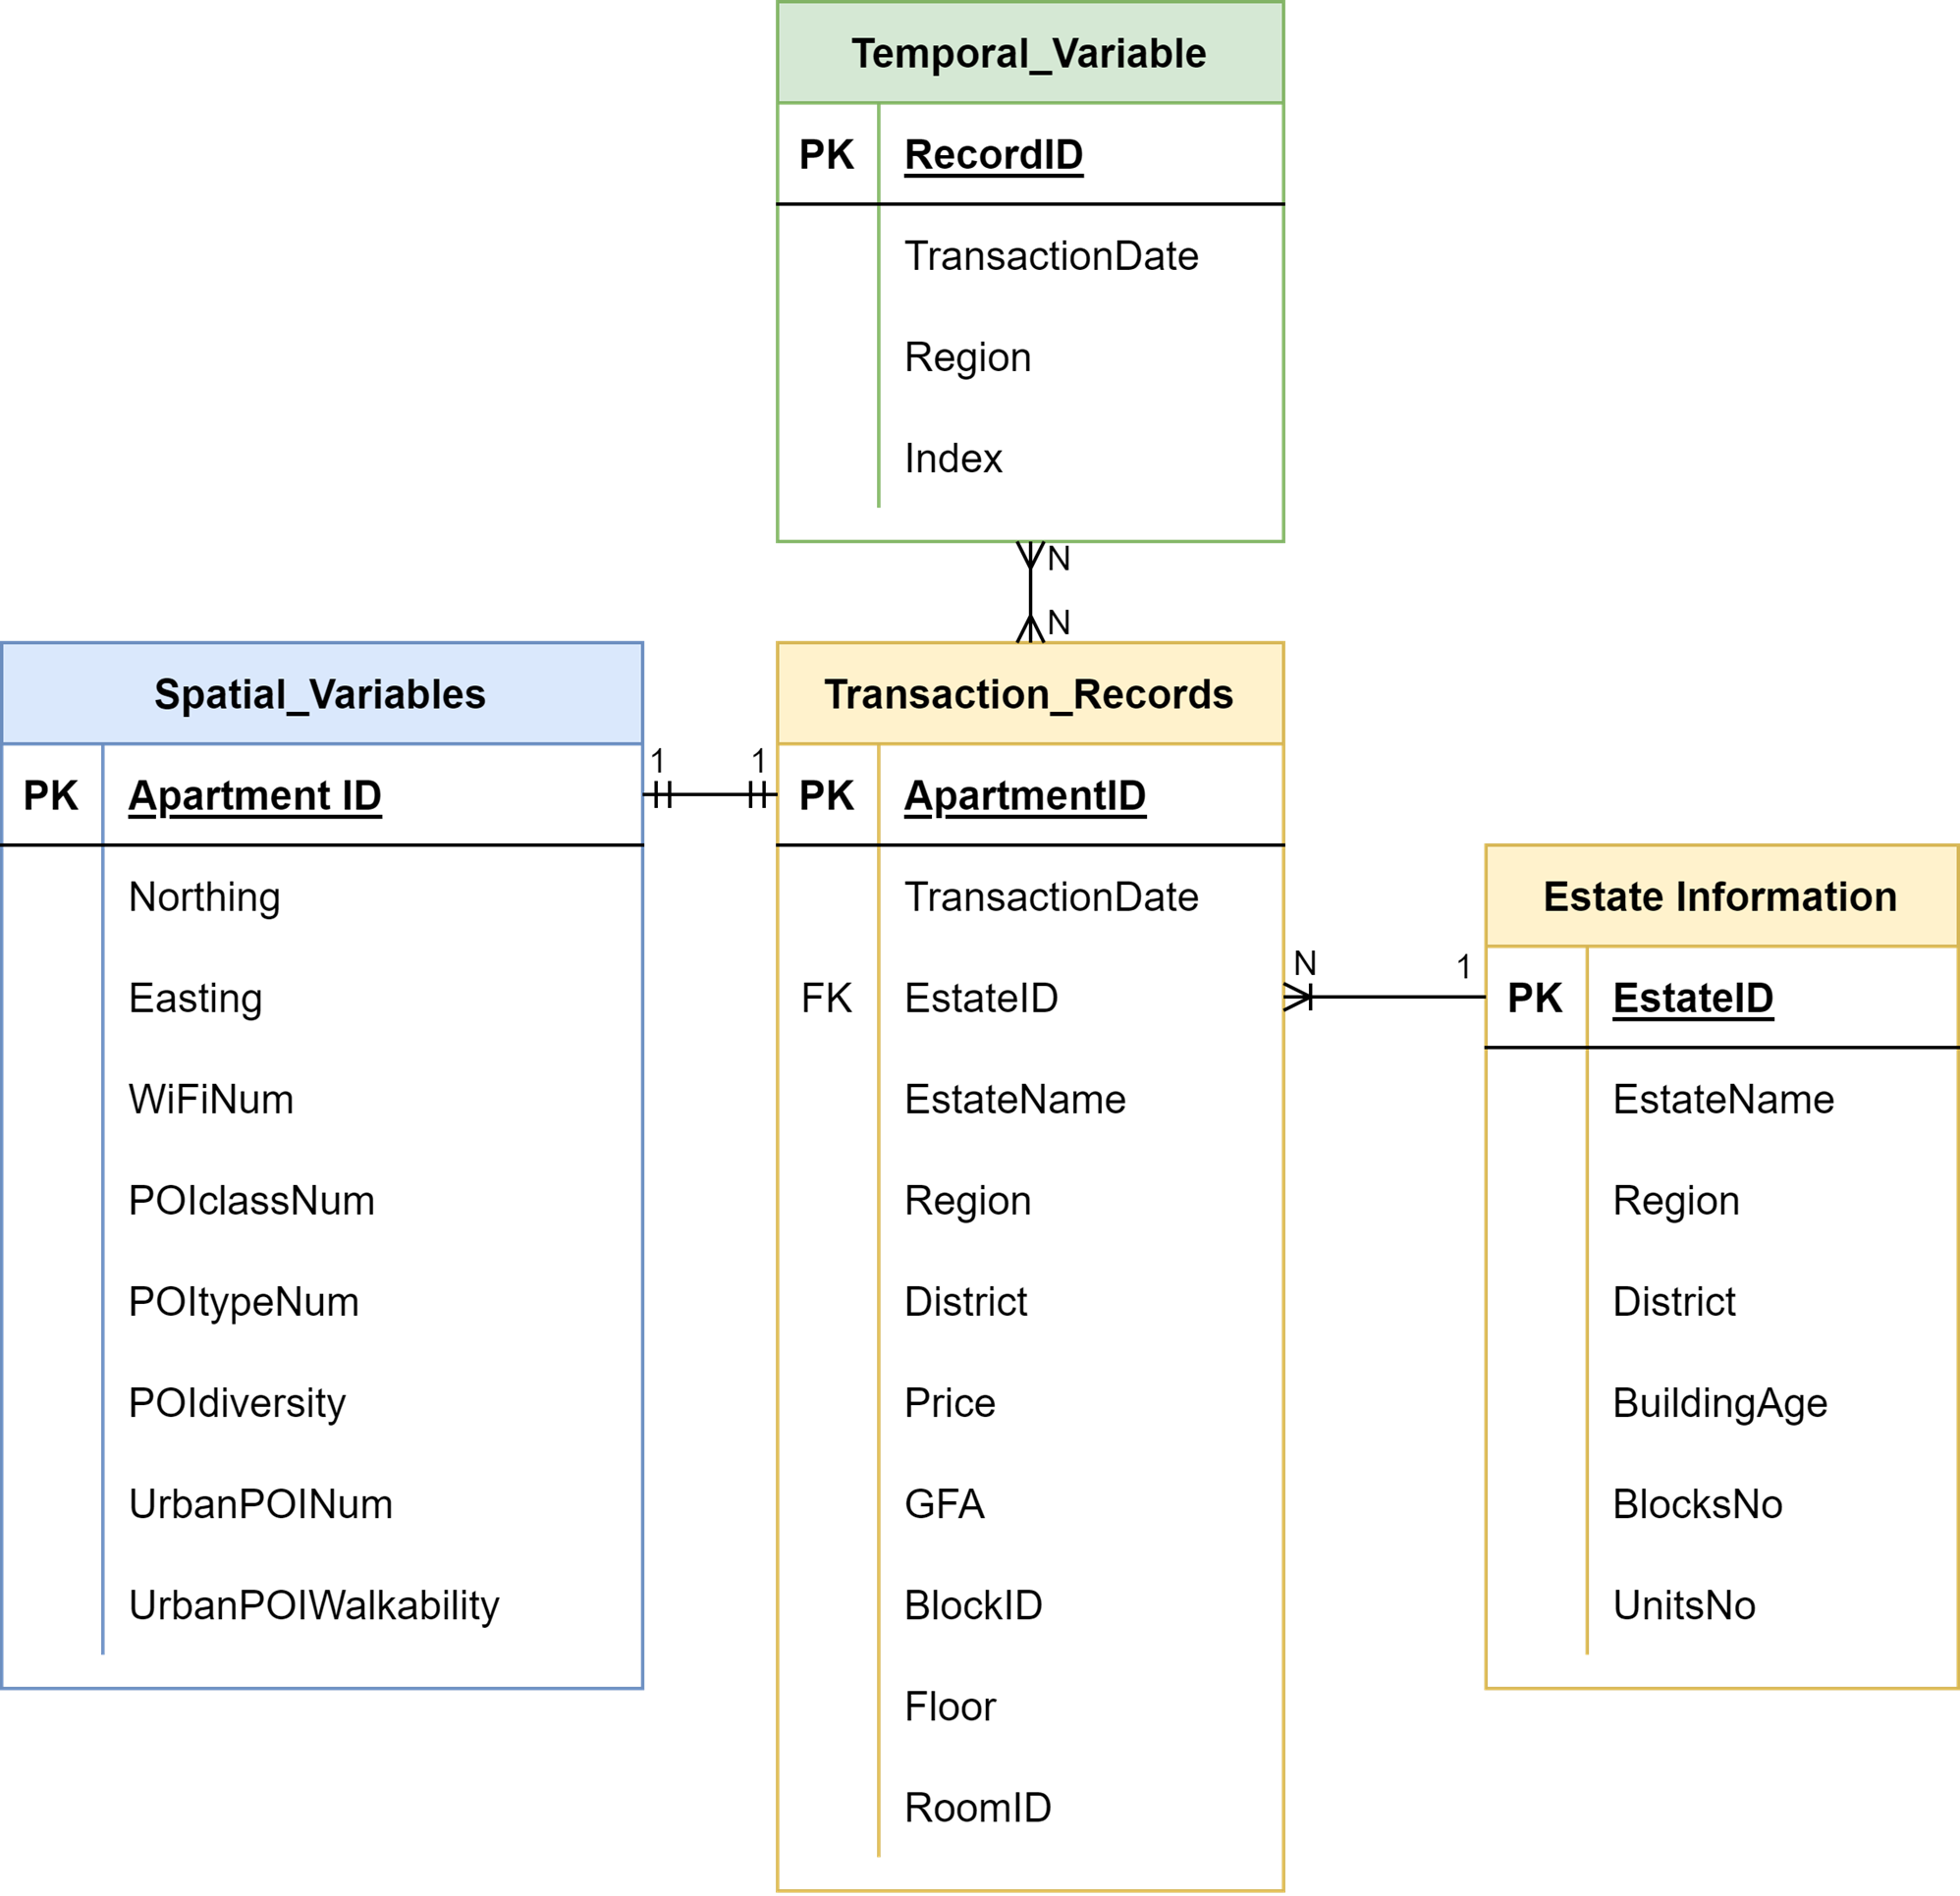 Temporal_Variable
PK RecordID
TransactionDate
Region
Index
N
N
Spatial_Variables
PK Apartment ID
Northing
Easting
WiFiNum
POIclassNum
POItypeNum
POIdiversity
UrbanPOINum
UrbanPOIWalkability
1 1
Transaction_Records
PK ApartmentID
TransactionDate
FK EstateID
EstateName
Region
District
Price
GFA
BlockID
Floor
RoomID
N 1
Estate Information
PK EstateID
EstateName
Region
District
BuildingAge
BlocksNo
UnitsNo